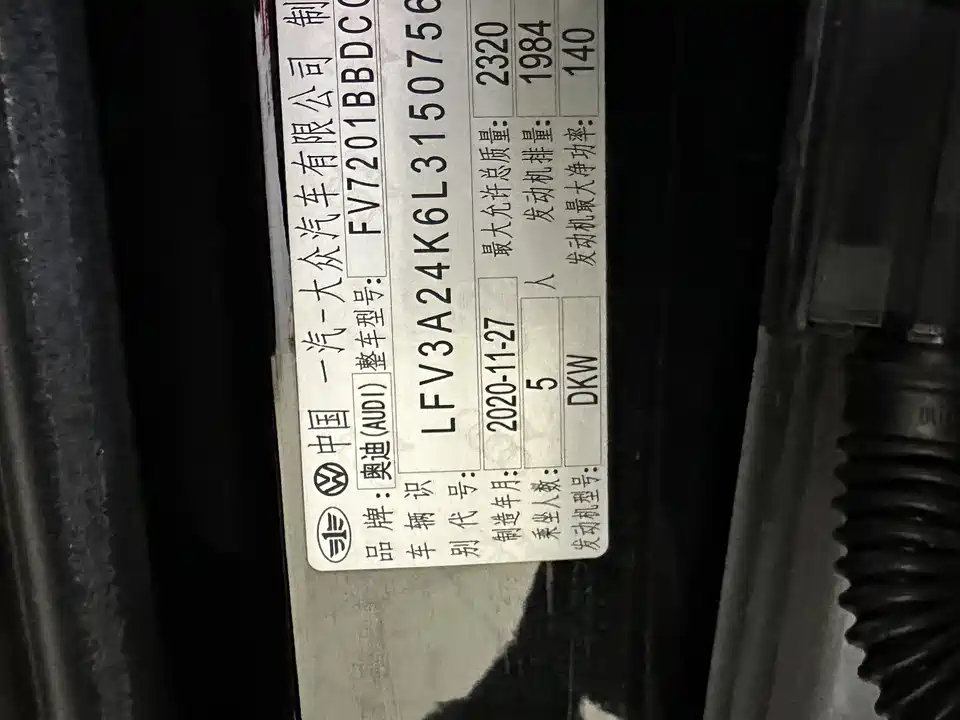 中国 一汽-大众汽车有限公司 制
品牌: 奥迪(AUDI) 整车型号: FV7201BBDC
车辆识别代号: LFV3A24K6L3150756
制造年月: 2020-11-27 最大允许总质量: 2320
乘坐人数: 5 人 发动机排量: 1984
发动机型号: DKW 发动机最大净功率: 140